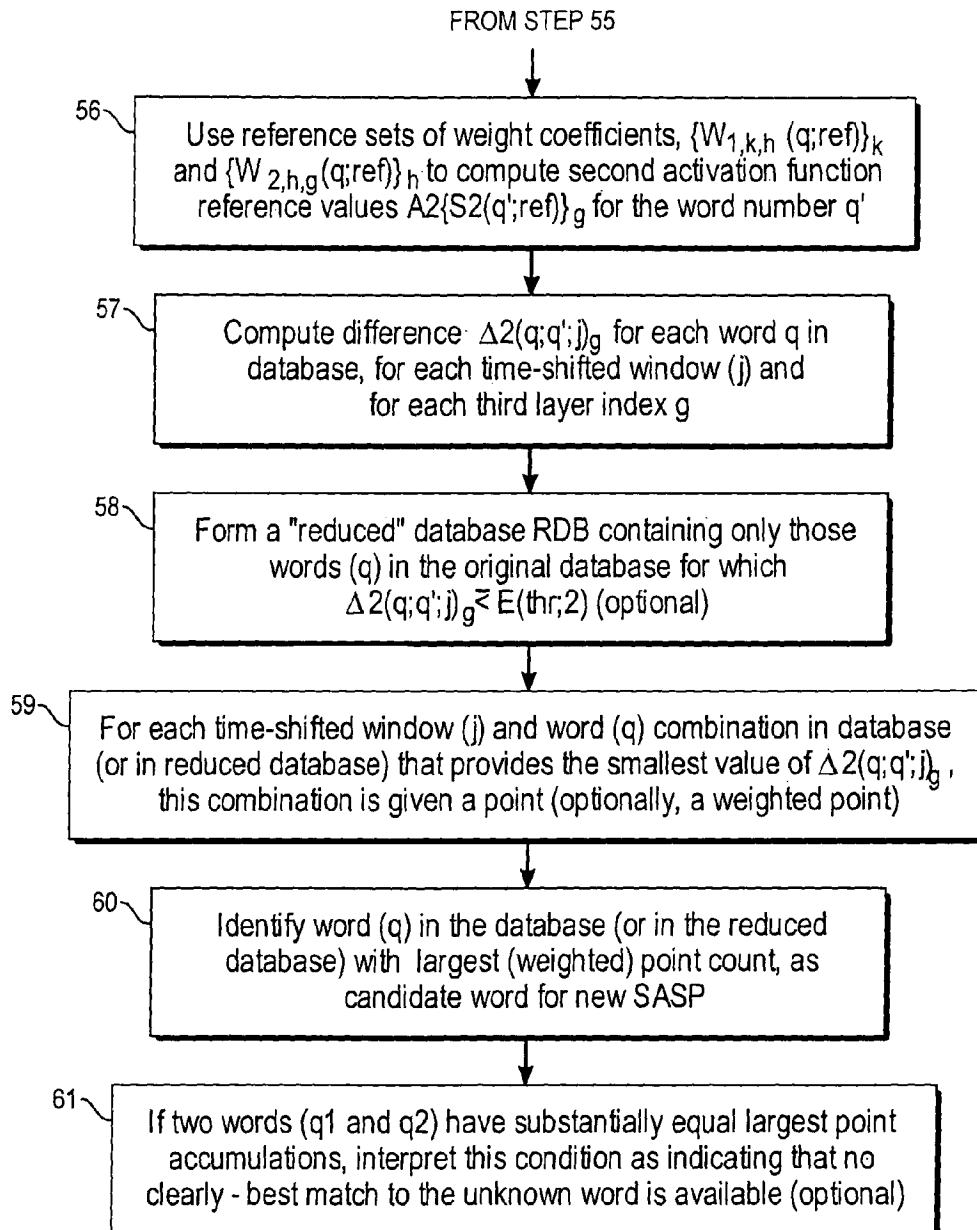 FROM STEP 55
56
Use reference sets of weight coefficients, {W1,k,h (q;ref)}k
and {W 2,h,g(q;ref)}h to compute second activation function
reference values A2{S2(q';ref)}g for the word number q'
57
Compute difference Δ2(q;q';j)g for each word q in
database, for each time-shifted window (j) and
for each third layer index g
58
Form a "reduced" database RDB containing only those
words (q) in the original database for which
Δ2(q;q';j)g ≤ E(thr;2) (optional)
59
For each time-shifted window (j) and word (q) combination in database
(or in reduced database) that provides the smallest value of Δ2(q;q';j)g ,
this combination is given a point (optionally, a weighted point)
60
Identify word (q) in the database (or in the reduced
database) with largest (weighted) point count, as
candidate word for new SASP
61
If two words (q1 and q2) have substantially equal largest point
accumulations, interpret this condition as indicating that no
clearly - best match to the unknown word is available (optional)